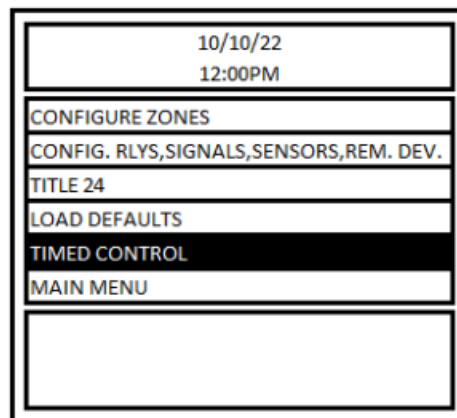 10/10/22
12:00PM
CONFIGURE ZONES
CONFIG. RLYS,SIGNALS,SENSORS,REM. DEV.
TITLE 24
LOAD DEFAULTS
TIMED CONTROL
MAIN MENU